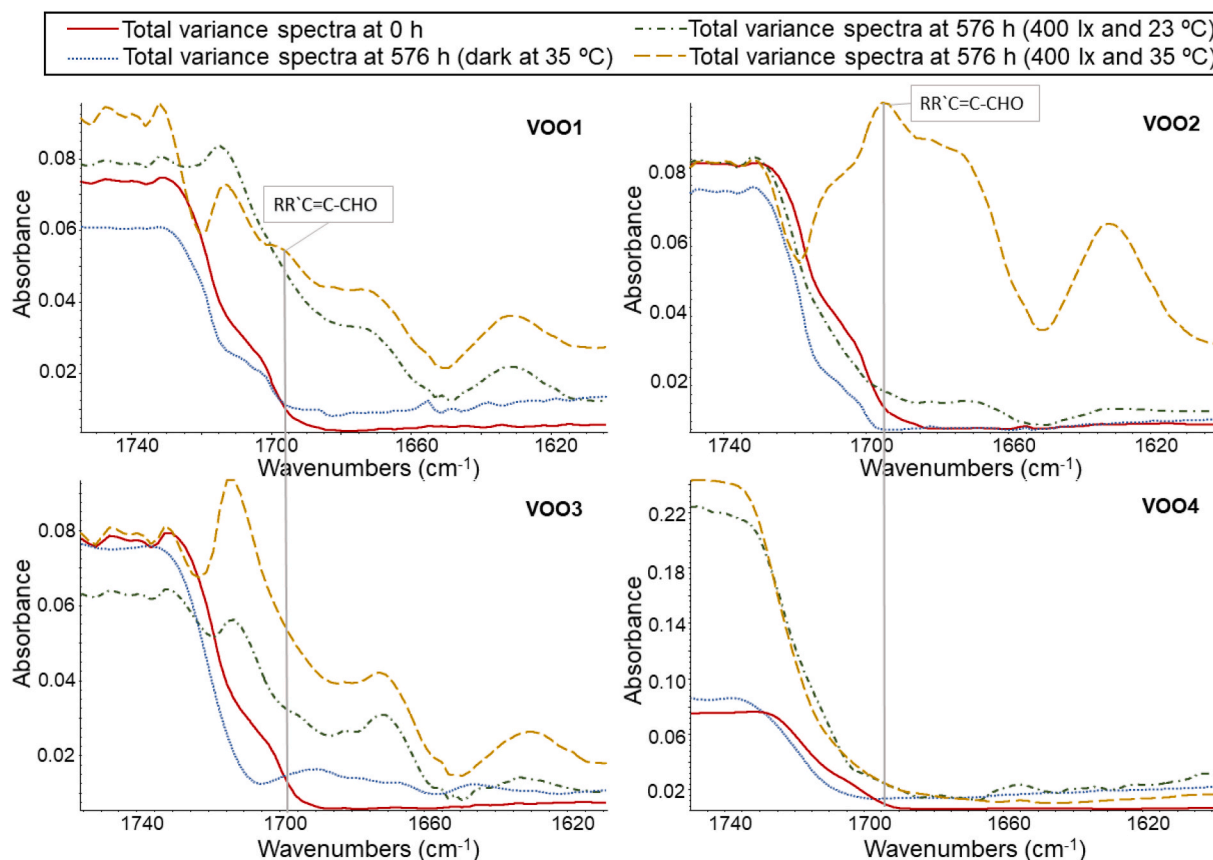 Total variance spectra at 0 h
Total variance spectra at 576 h (400 lx and 23 ºC)
Total variance spectra at 576 h (dark at 35 ºC)
Total variance spectra at 576 h (400 lx and 35 ºC)
VOO1
RR`C=C-CHO
Absorbance
0.08
0.06
0.04
0.02
1740
1700
1660
1620
Wavenumbers (cm-1)
VOO2
RR`C=C-CHO
Absorbance
0.08
0.06
0.04
0.02
1740
1700
1660
1620
Wavenumbers (cm-1)
VOO3
Absorbance
0.08
0.06
0.04
0.02
1740
1700
1660
1620
Wavenumbers (cm-1)
VOO4
Absorbance
0.22
0.18
0.14
0.10
0.06
0.02
1740
1700
1660
1620
Wavenumbers (cm-1)